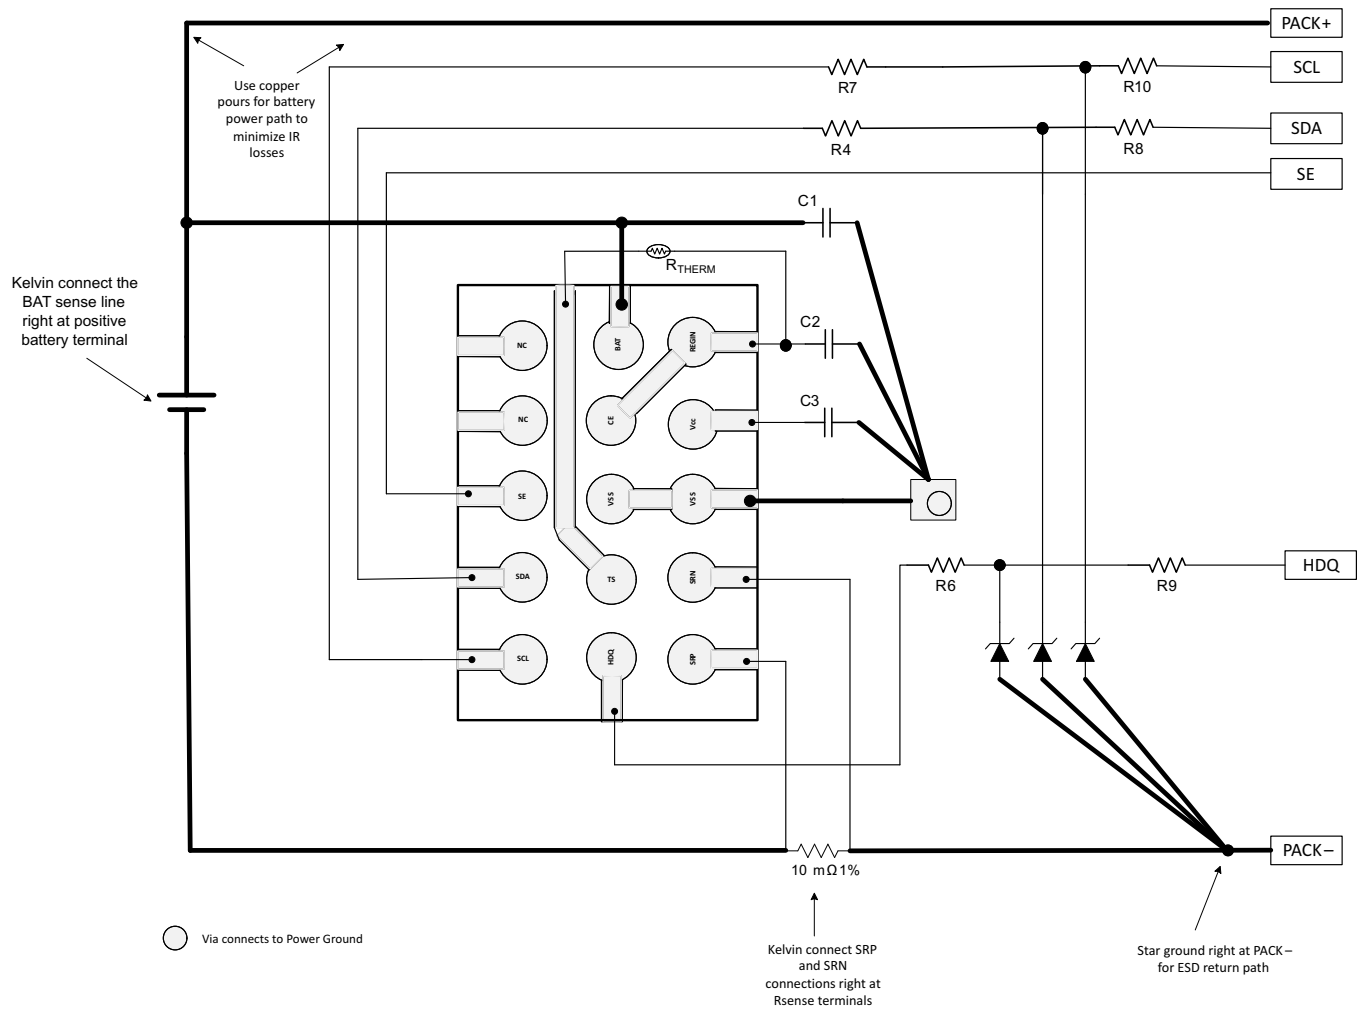 PACK+
SCL
R7
R10
Use copper
pours for battery
power path to
minimize IR
losses
SDA
R4
R8
SE
C1
RTHERM
Kelvin connect the
BAT sense line
right at positive
battery terminal
NC
BAT
REGIN
C2
NC
CE
Vcc
C3
SE
VSS
VSS
SDA
TS
SRN
R6
R9
HDQ
SCL
HDQ
SRP
10 mΩ1%
PACK–
Via connects to Power Ground
Kelvin connect SRP
and SRN
connections right at
Rsense terminals
Star ground right at PACK–
for ESD return path